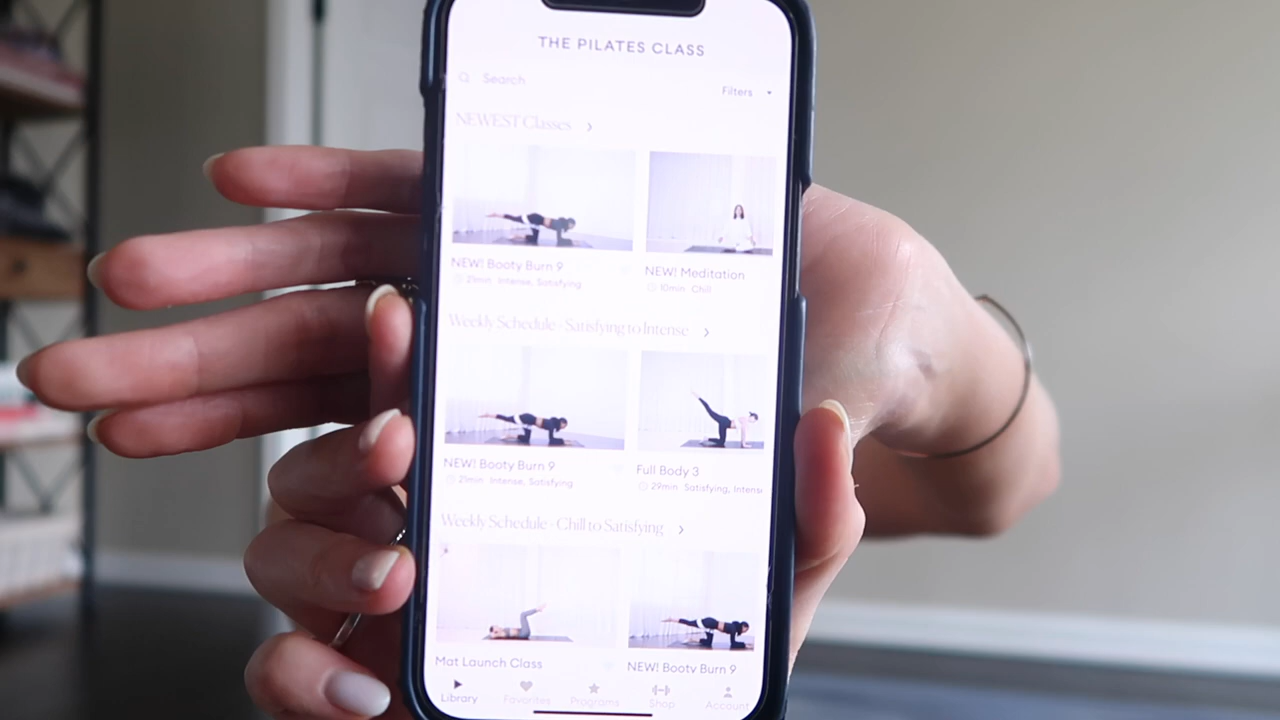 THE PILATES CLASS
Search
Filters
NEWEST Classes >
NEW! Booty Burn 9
21min Intense, Satisfying
NEW! Meditation
10min Chill
Weekly Schedule - Satisfying to Intense >
NEW! Booty Burn 9
21min Intense, Satisfying
Full Body 3
29min Satisfying, Intens
Weekly Schedule - Chill to Satisfying >
Mat Launch Class
NEW! Booty Burn 9
Library
Favorites
Programs
Shop
Account